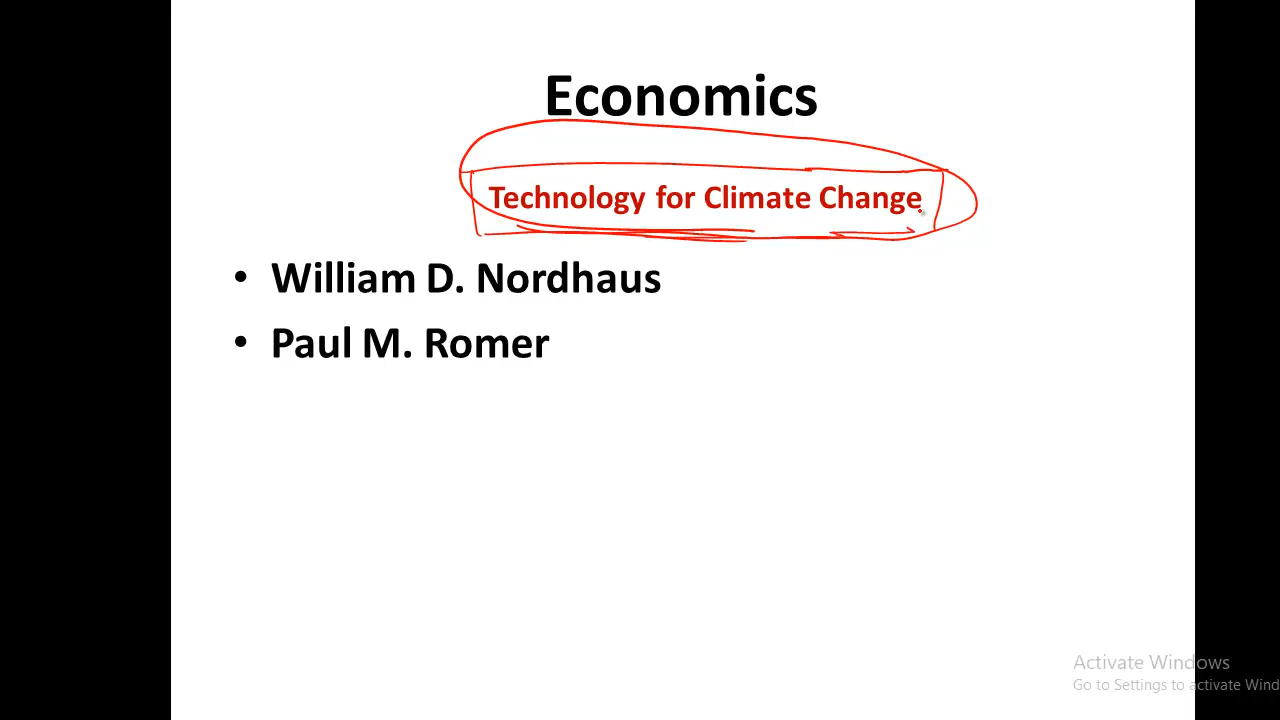 Economics
Technology for Climate Change
• William D. Nordhaus
• Paul M. Romer
Activate Windows
Go to Settings to activate Wind